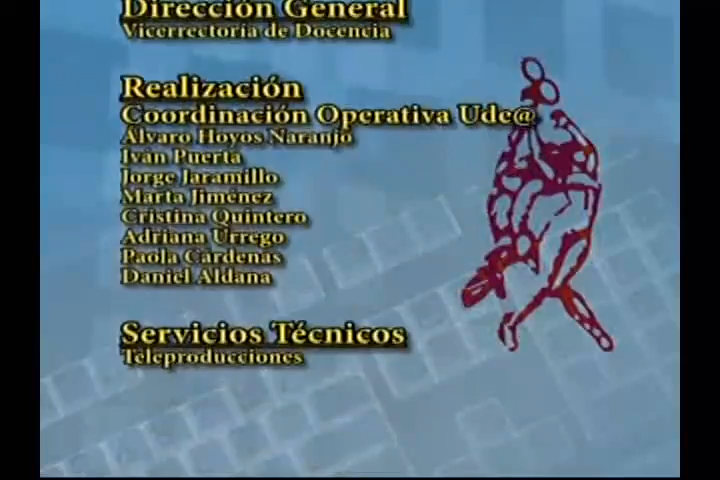 Dirección General
Vicerrectoría de Docencia
Realización
Coordinación Operativa Ude@
Álvaro Hoyos Naranjo
Iván Puerta
Jorge Jaramillo
Marta Jiménez
Cristina Quintero
Adriana Urrego
Paola Cárdenas
Daniel Aldana
Servicios Técnicos
Teleproducciones